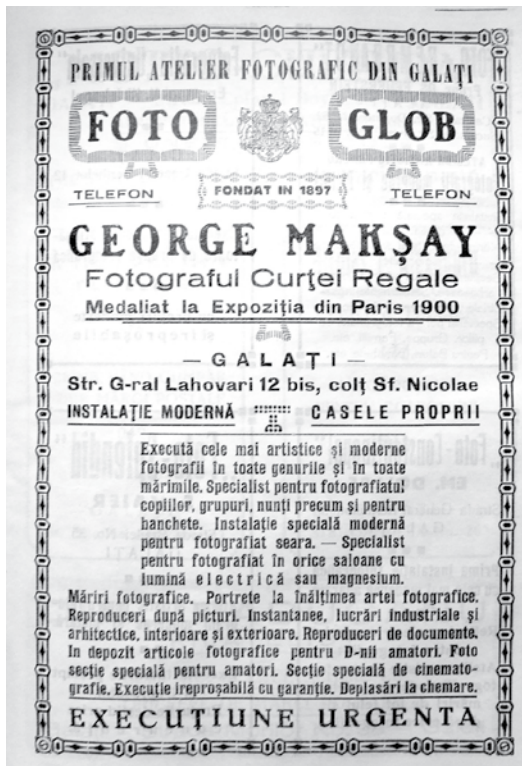 PRIMUL ATELIER FOTOGRAFIC DIN GALAȚI
FOTO GLOB
TELEFON FONDAT IN 1897 TELEFON
GEORGE MAKȘAY
Fotograful Curţei Regale
Medaliat la Expoziția din Paris 1900
— GALAȚI —
Str. G-ral Lahovari 12 bis, colţ Sf. Nicolae
INSTALAȚIE MODERNĂ CASELE PROPRII
Execută cele mai artistice și moderne
fotografii în toate genurile și în toate
mărimile. Specialist pentru fotografiatul
copiilor, grupuri, nunți precum și pentru
banchete. Instalație specială modernă
pentru fotografiat seara. — Specialist
pentru fotografiat în orice saloane cu
lumină electrică sau magnesium.
Măriri fotografice. Portrete la înălțimea artei fotografice.
Reproduceri după picturi. Instantanee, lucrări industriale și
arhitectice, interioare și exterioare. Reproduceri de documente.
In depozit articole fotografice pentru D-nii amatori. Foto
secție specială pentru amatori. Secție specială de cinemato-
grafie. Execuție ireproșabilă cu garanție. Deplasări la chemare.
EXECUȚIUNE URGENTA